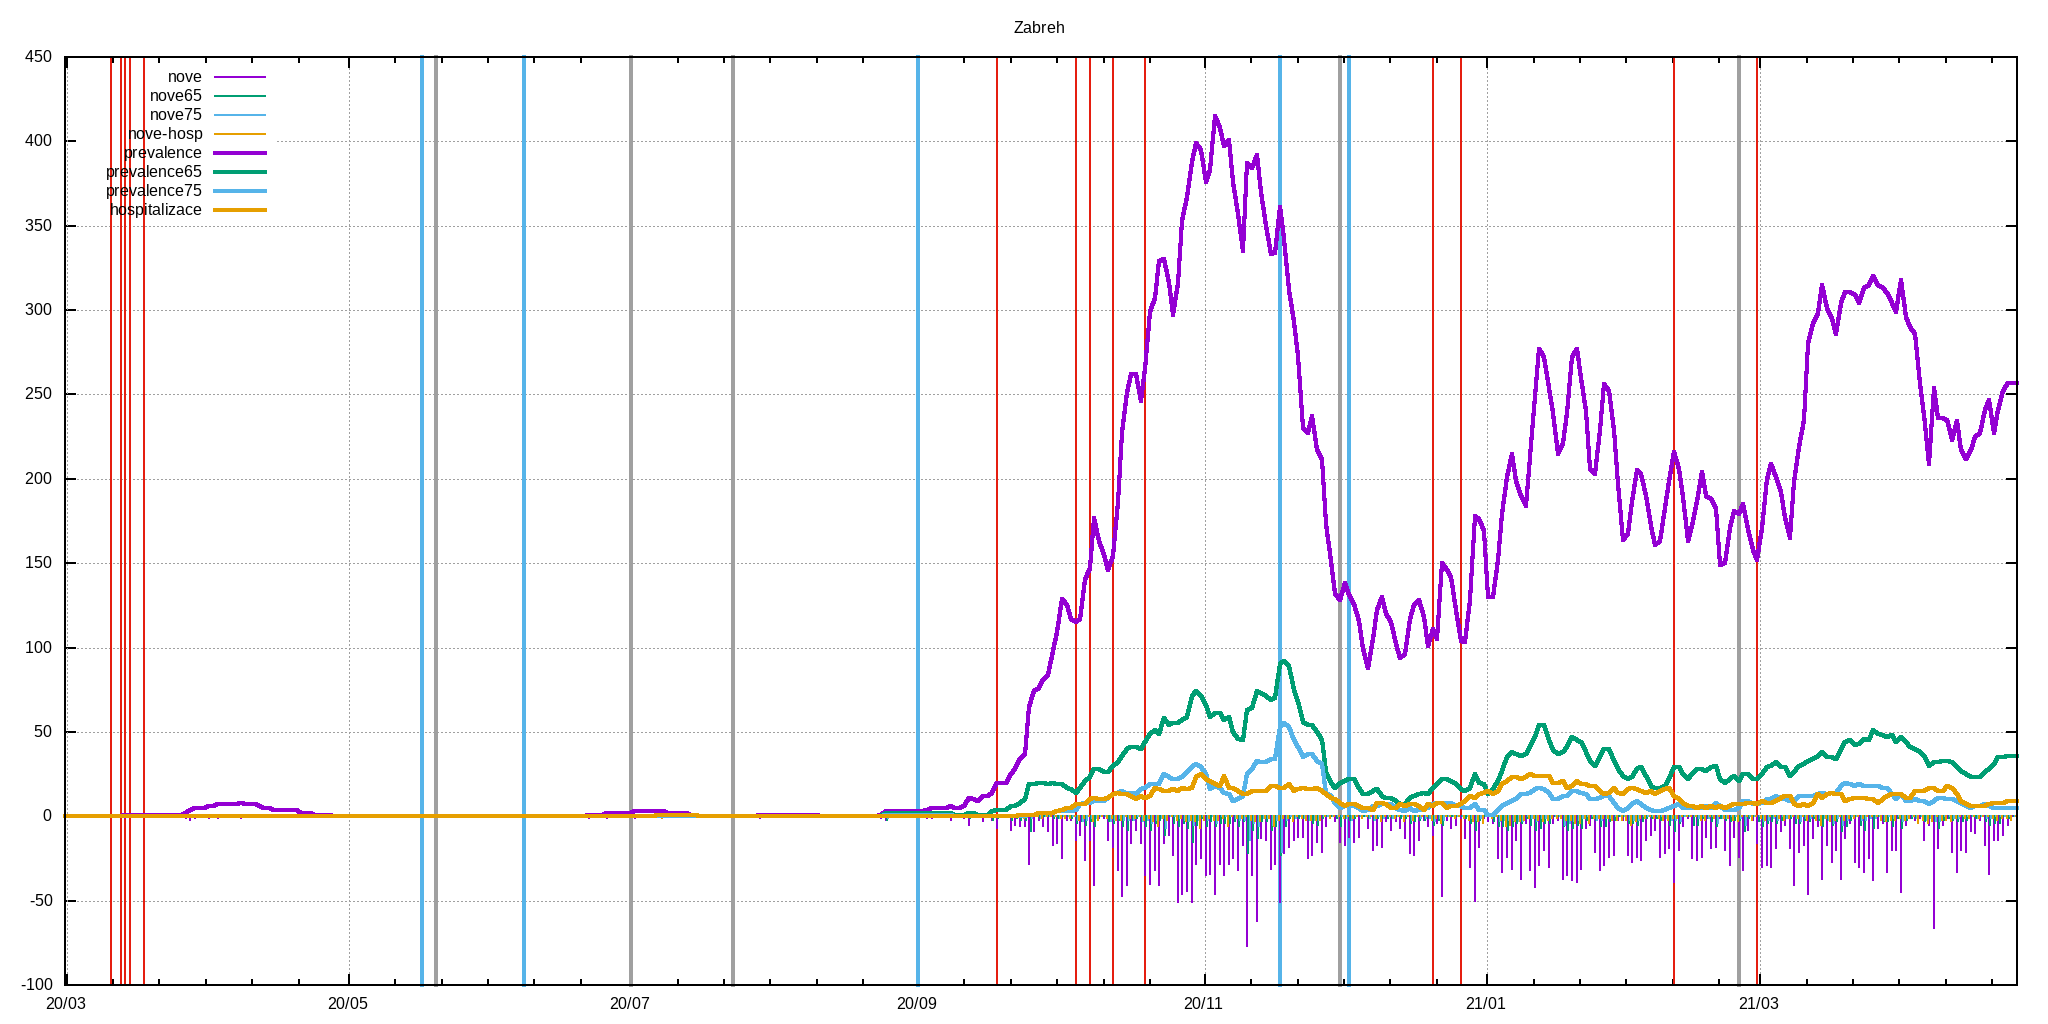 Zabreh
450
400
350
300
250
200
150
100
50
0
-50
-100
nove
nove65
nove75
nove-hosp
prevalence
prevalence65
prevalence75
hospitalizace
20/03 20/05 20/07 20/09 20/11 21/01 21/03